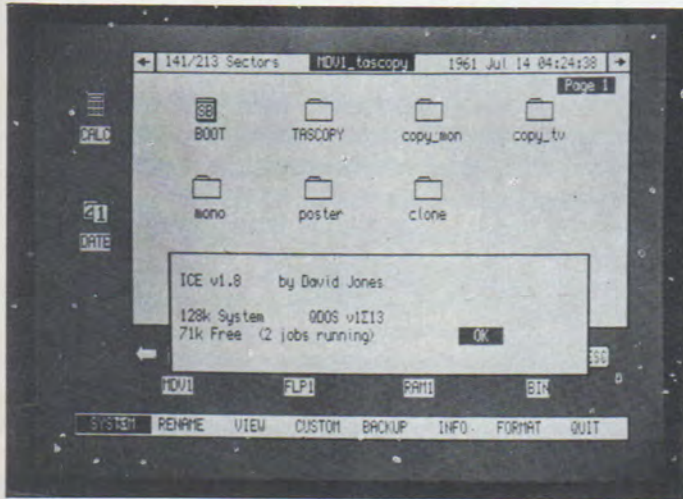 ← 141/213 Sectors MDV1_tascopy 1961 Jul 14 04:24:38 →
Page 1
SB
BOOT TASCOPY copy_mon copy_tv
CALC
mono poster clone
DATE
ICE v1.8 by David Jones
128k System QDOS v1Σ13
71k Free (2 jobs running) OK
← ESC
MDV1 FLP1 RAM1 BIN
SYSTEM RENAME VIEW CUSTOM BACKUP INFO FORMAT QUIT